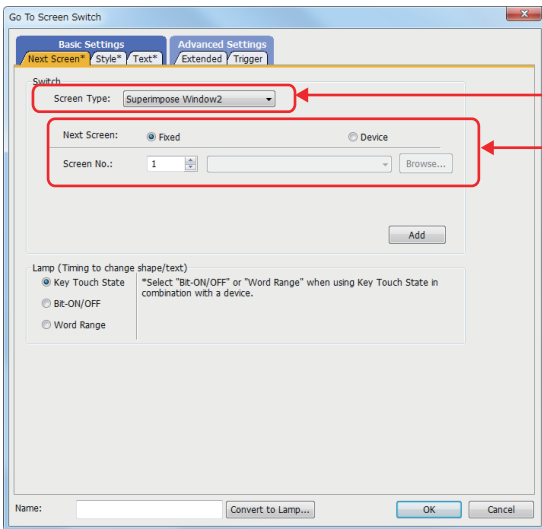 Go To Screen Switch
Basic Settings Advanced Settings
Next Screen* Style* Text* Extended Trigger
Switch
Screen Type: Superimpose Window2
Next Screen: Fixed Device
Screen No.: 1 Browse...
Add
Lamp (Timing to change shape/text)
Key Touch State *Select "Bit-ON/OFF" or "Word Range" when using Key Touch State in
combination with a device.
Bit-ON/OFF
Word Range
Name: Convert to Lamp... OK Cancel